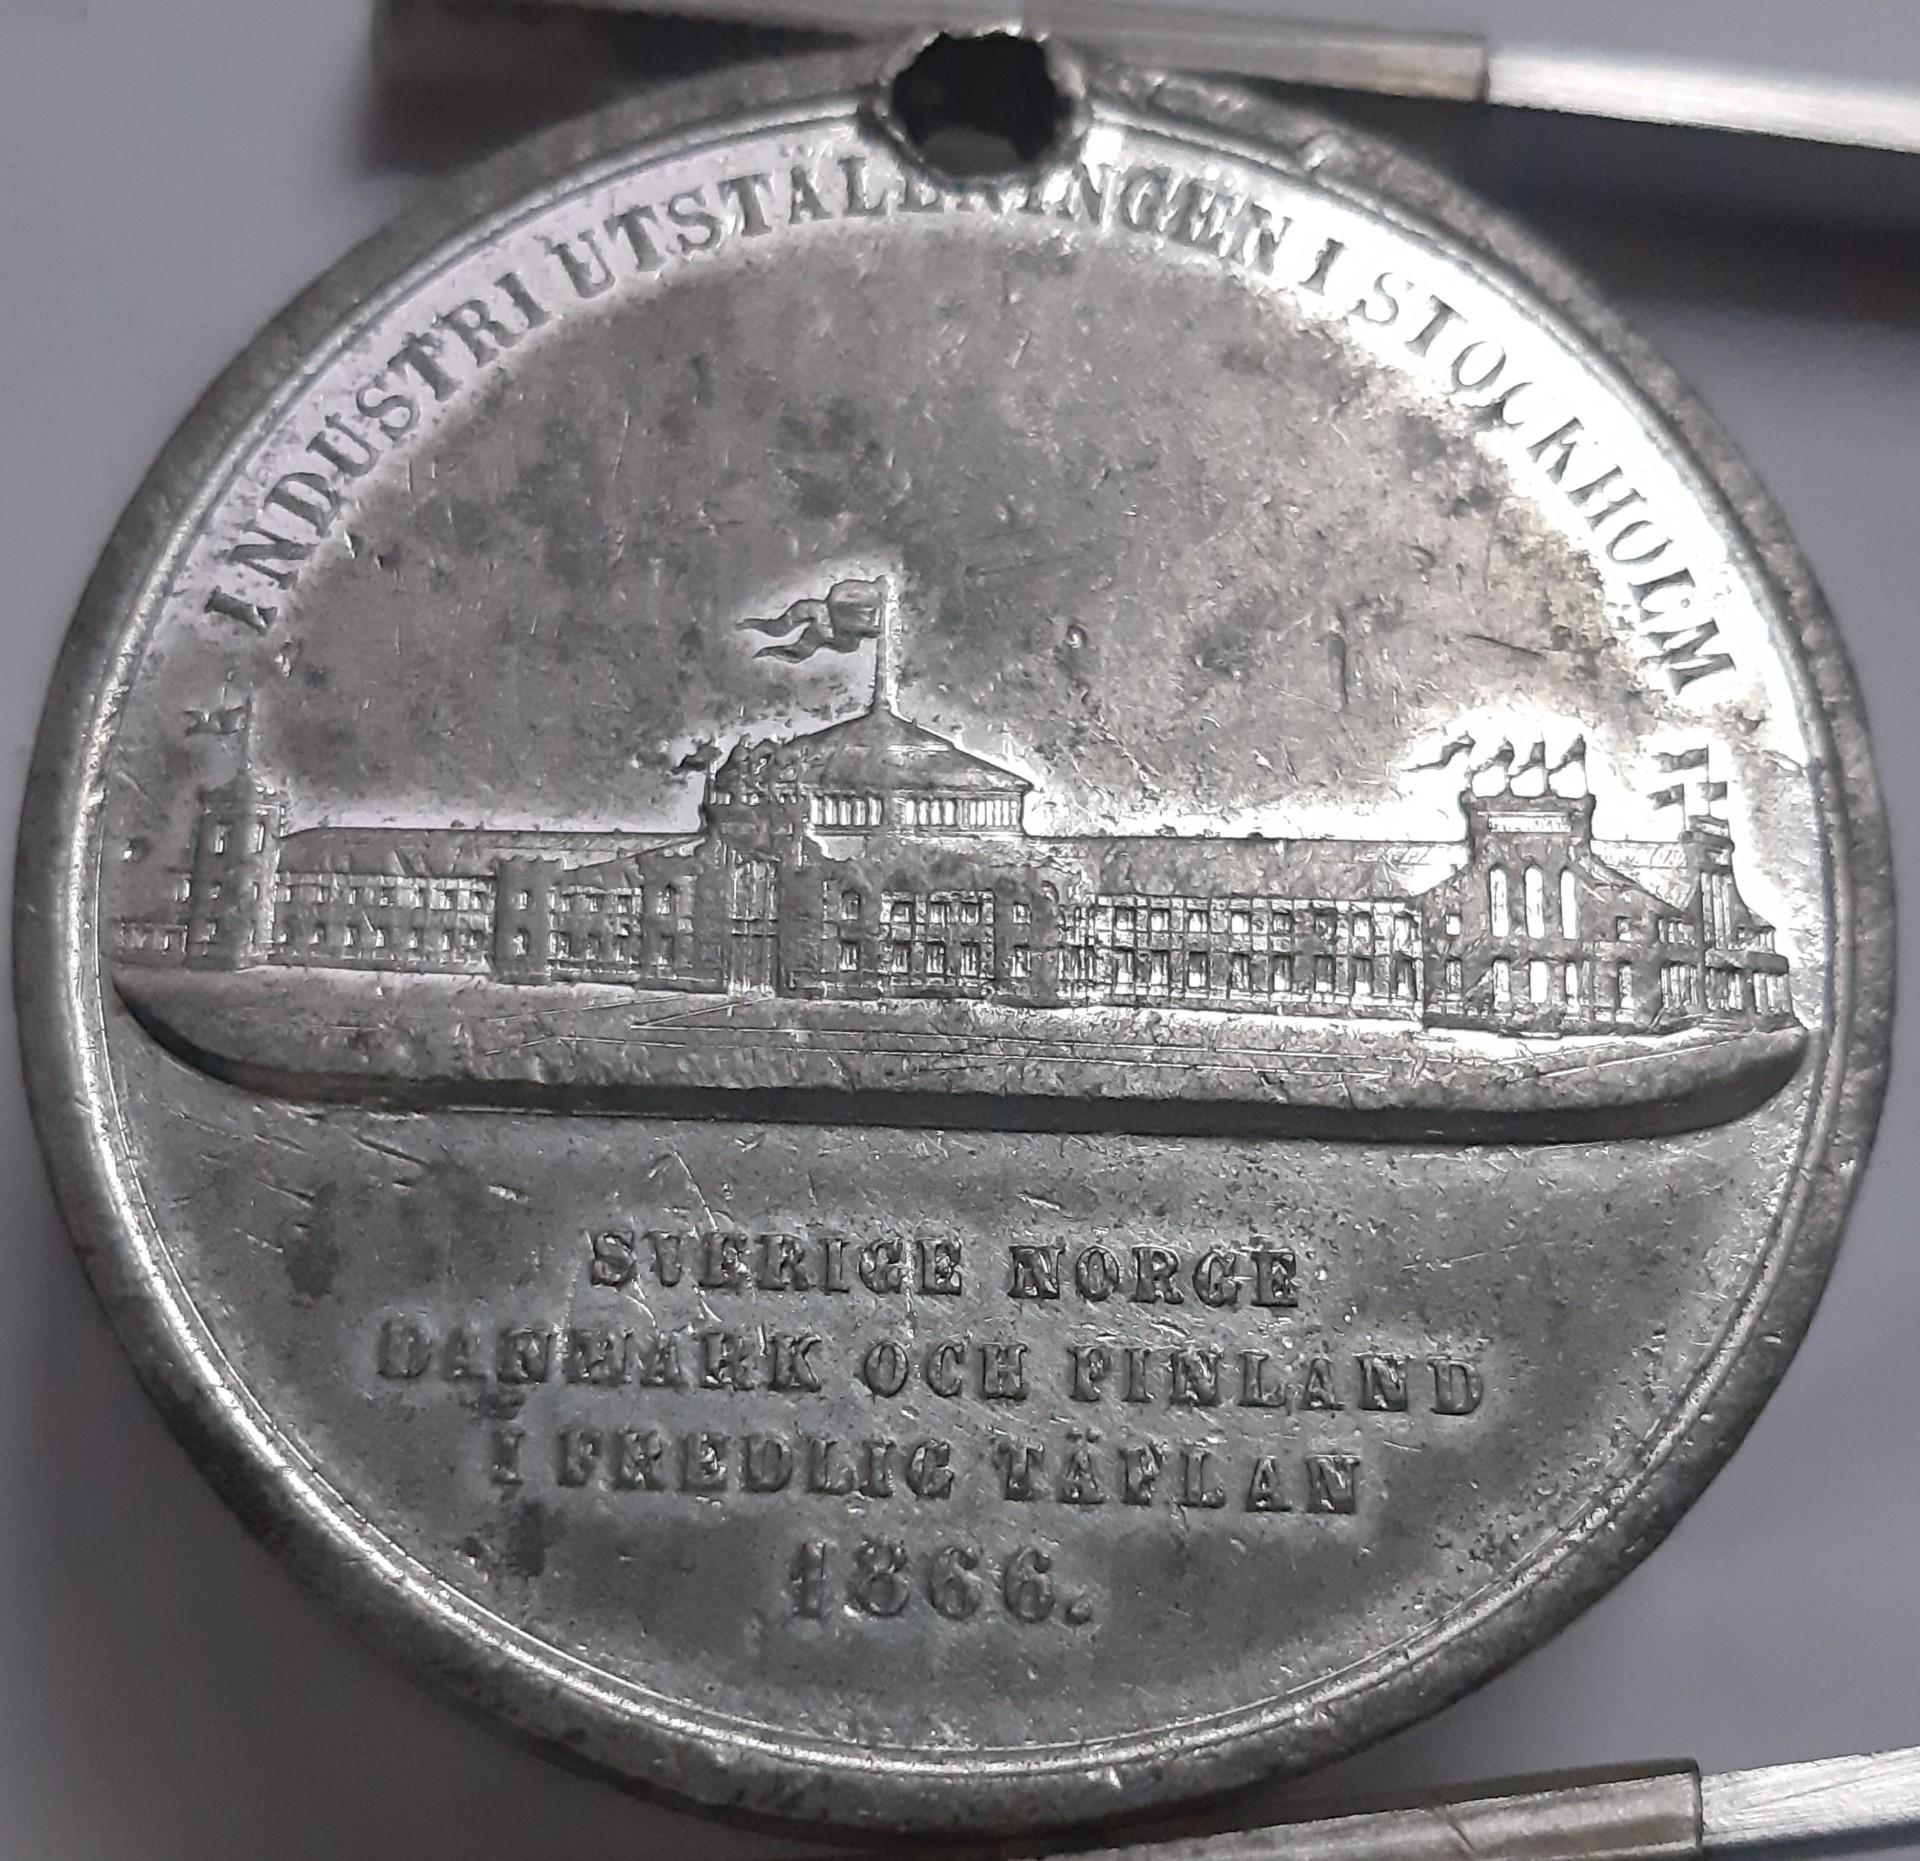 INDUSTRI UTSTÄLLNINGEN I STOCKHOLM
SVERIGE NORGE
DANMARK OCH FINLAND
I FREDLIG TÄFLAN
1866.